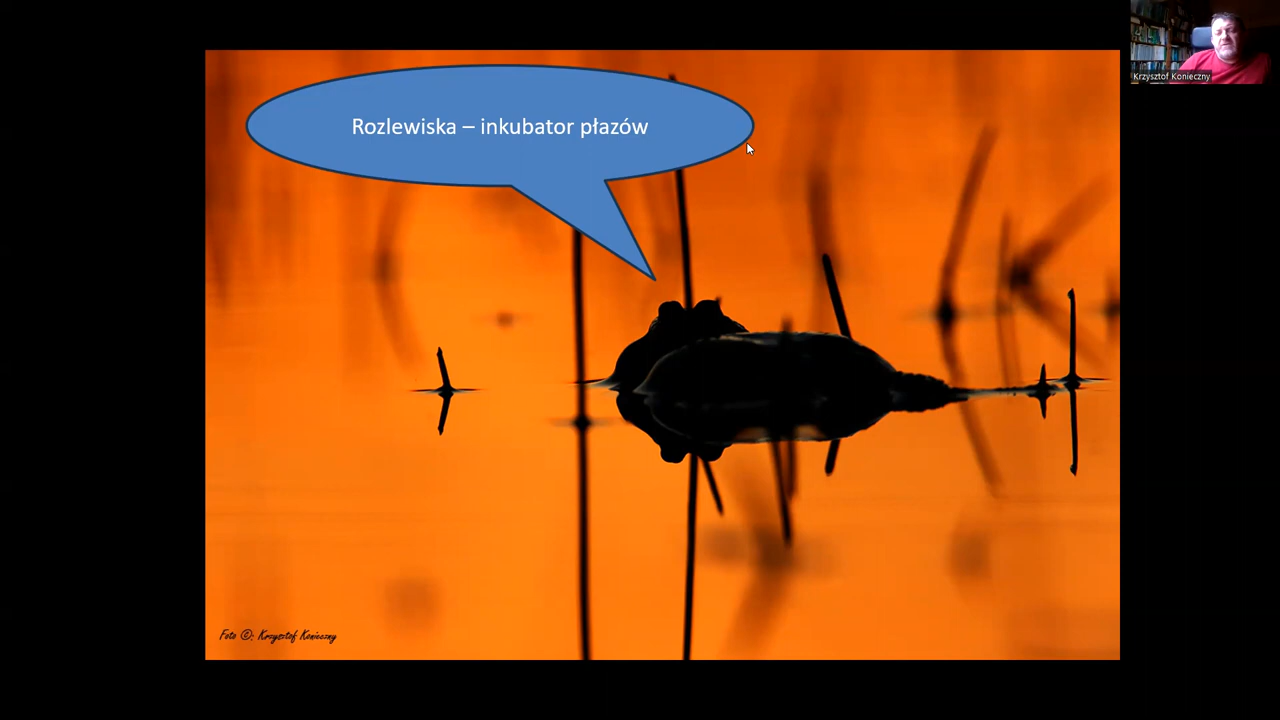 Krzysztof Konieczny
Rozlewiska – inkubator płazów
Foto ©: Krzysztof Konieczny